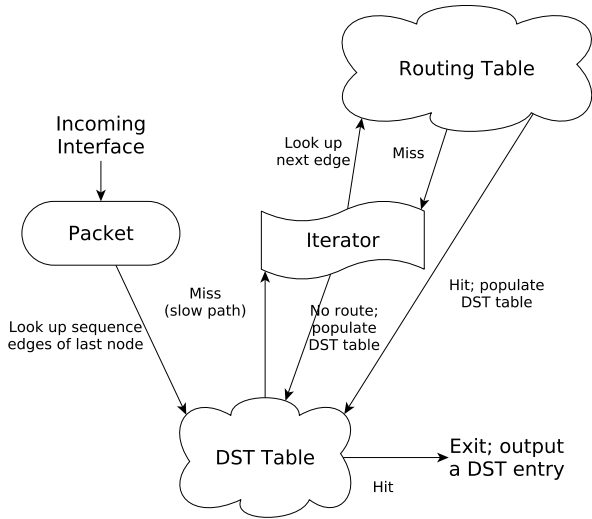 Routing Table
Incoming
Interface
Look up
next edge
Miss
Packet
Iterator
Miss
(slow path)
Hit; populate
DST table
No route;
populate
DST table
Look up sequence
edges of last node
DST Table
Exit; output
a DST entry
Hit